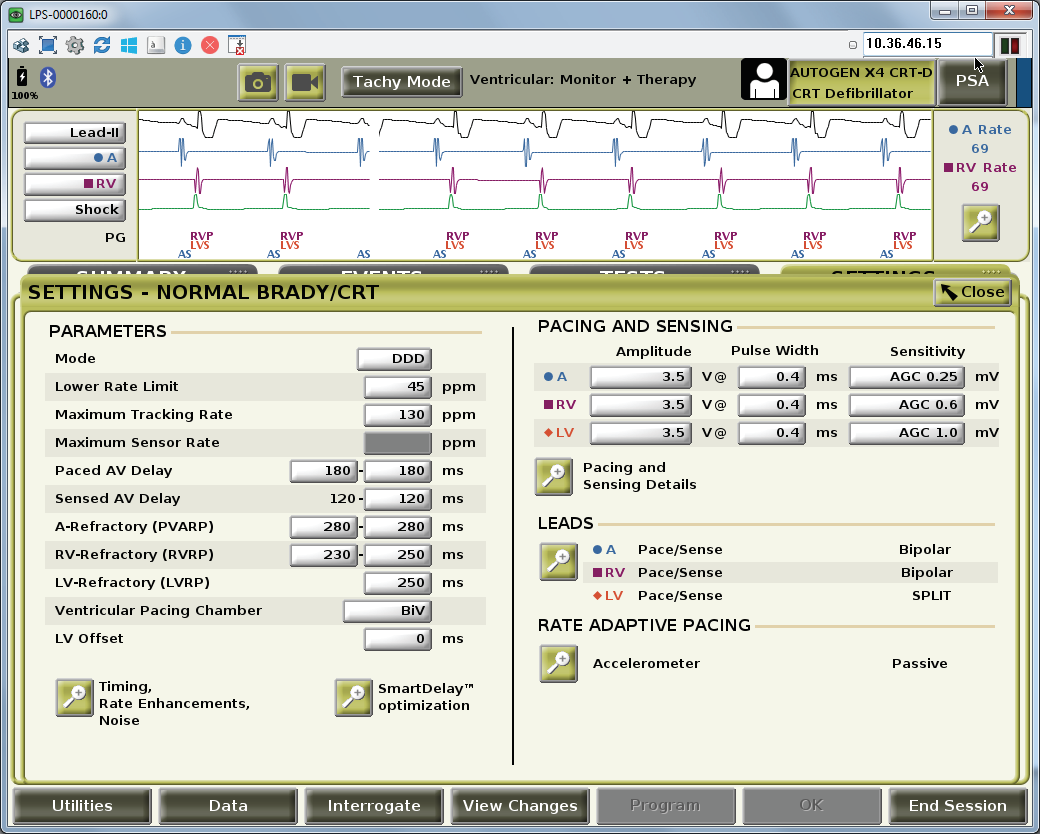 LPS-0000160:0
10.36.46.15
100%
Tachy Mode
Ventricular: Monitor + Therapy
AUTOGEN X4 CRT-D
CRT Defibrillator
PSA
Lead-II
A
RV
Shock
PG
RVP RVP RVP RVP RVP RVP RVP RVP
LVS LVS LVS LVS LVS LVS LVS LVS
AS AS AS AS AS AS AS AS AS
A Rate
69
RV Rate
69
SUMMARY EVENTS TESTS SETTINGS
SETTINGS - NORMAL BRADY/CRT
Close
PARAMETERS
Mode DDD
Lower Rate Limit 45 ppm
Maximum Tracking Rate 130 ppm
Maximum Sensor Rate ppm
Paced AV Delay 180 - 180 ms
Sensed AV Delay 120 - 120 ms
A-Refractory (PVARP) 280 - 280 ms
RV-Refractory (RVRP) 230 - 250 ms
LV-Refractory (LVRP) 250 ms
Ventricular Pacing Chamber BiV
LV Offset 0 ms
Timing,
Rate Enhancements,
Noise
SmartDelay™
optimization
PACING AND SENSING
Amplitude Pulse Width Sensitivity
A 3.5 V@ 0.4 ms AGC 0.25 mV
RV 3.5 V@ 0.4 ms AGC 0.6 mV
LV 3.5 V@ 0.4 ms AGC 1.0 mV
Pacing and
Sensing Details
LEADS
A Pace/Sense Bipolar
RV Pace/Sense Bipolar
LV Pace/Sense SPLIT
RATE ADAPTIVE PACING
Accelerometer Passive
Utilities Data Interrogate View Changes Program OK End Session